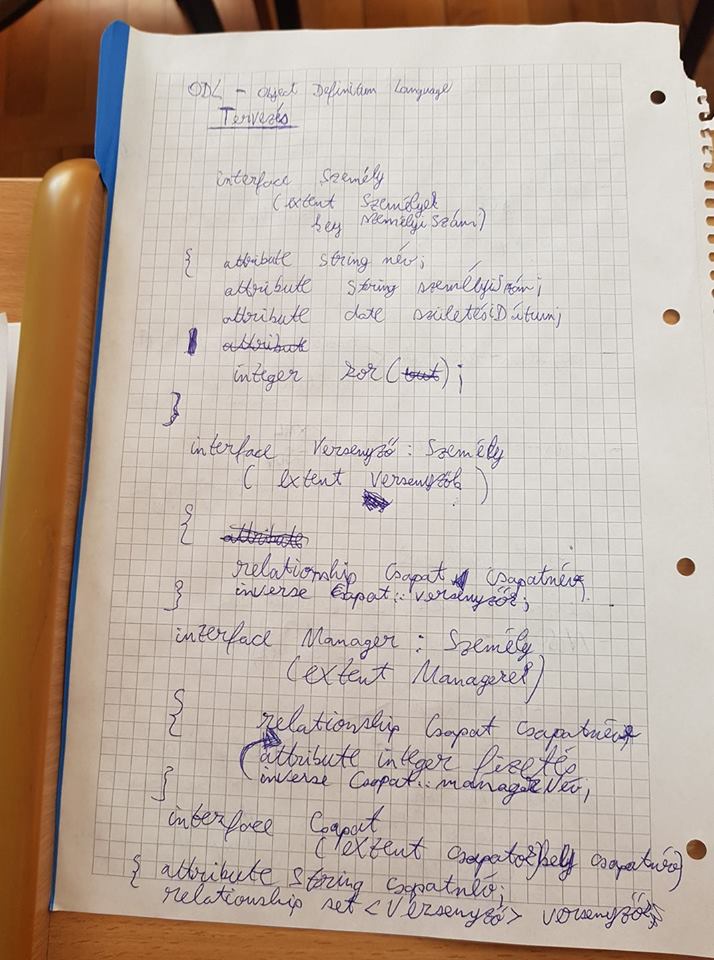 ODL - Object Definitum Language
Tervezés
interface Személy
(extent Személyek
key személyiSzám)
{ attribute string név;
attribute string személyiSzám;
attribute date születésiDátum;
attribute
integer kor( );
}
interface Versenyző : Személy
( extent Versenyzők )
{ attribute
relationship Csapat csapatnév
inverse Csapat::versenyzők;
}
interface Manager : Személy
(extent Managerek)
{ relationship Csapat csapatnév
attribute integer fizetés
inverse Csapat::managerNév;
}
interface Csapat
(extent csapatok) key csapatnév)
{ attribute string csapatnév;
relationship set <Versenyző> versenyzők